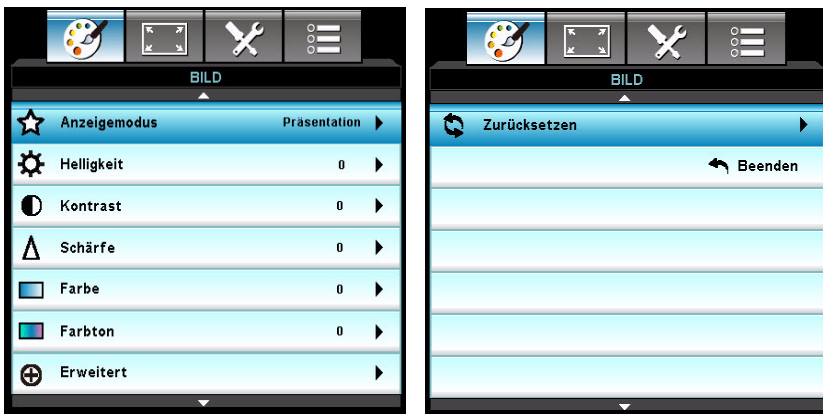 BILD
Anzeigemodus Präsentation
Helligkeit 0
Kontrast 0
Schärfe 0
Farbe 0
Farbton 0
Erweitert
BILD
Zurücksetzen
Beenden